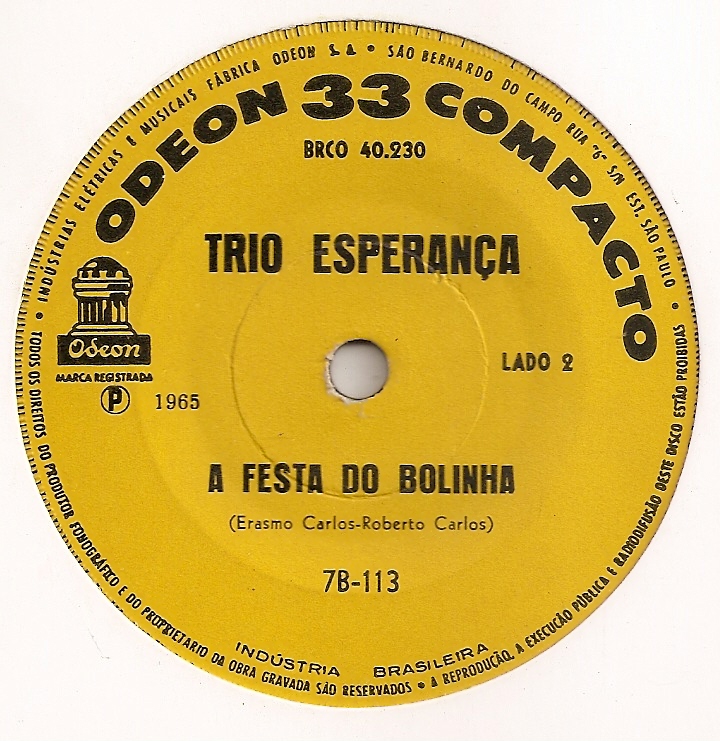 INDÚSTRIAS ELÉTRICAS E MUSICAIS FÁBRICA ODEON S.A. • SÃO BERNARDO DO CAMPO RUA "6" S/N EST. SÃO PAULO •
ODEON 33 COMPACTO
BRCO 40.230
TRIO ESPERANÇA
Odeon
MARCA REGISTRADA
P 1965
LADO 2
A FESTA DO BOLINHA
(Erasmo Carlos-Roberto Carlos)
7B-113
INDÚSTRIA BRASILEIRA
• TODOS OS DIREITOS DO PRODUTOR FONOGRÁFICO E DO PROPRIETARIO DA OBRA GRAVADA SÃO RESERVADOS • A REPRODUÇÃO, A EXECUÇÃO PÚBLICA E RADIODIFUSÃO DESTE DISCO ESTÃO PROIBIDAS